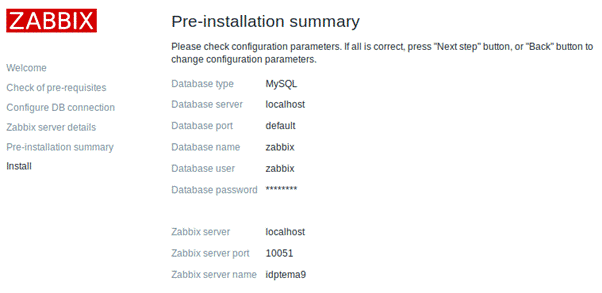 ZABBIX
Pre-installation summary
Please check configuration parameters. If all is correct, press "Next step" button, or "Back" button to
change configuration parameters.
Welcome
Check of pre-requisites
Configure DB connection
Zabbix server details
Pre-installation summary
Install
Database type MySQL
Database server localhost
Database port default
Database name zabbix
Database user zabbix
Database password ********
Zabbix server localhost
Zabbix server port 10051
Zabbix server name idptema9